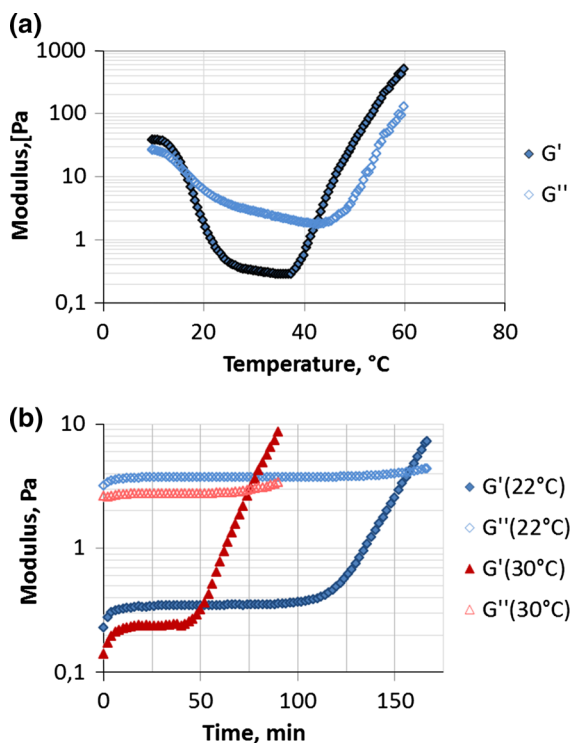 (a)
1000
100
10
1
0,1
Modulus,[Pa
0
20
40
60
80
Temperature, °C
G'
G''
(b)
10
1
0,1
Modulus, Pa
0
50
100
150
Time, min
G'(22°C)
G''(22°C)
G'(30°C)
G''(30°C)